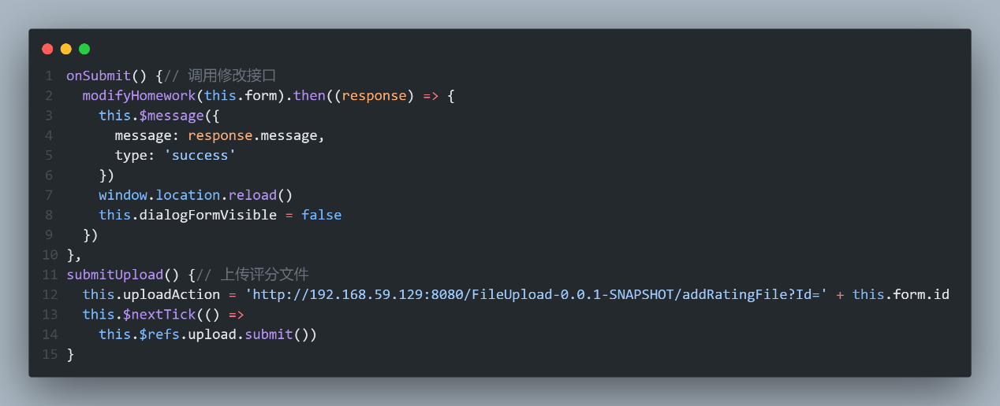 1 onSubmit() {// 调用修改接口
2   modifyHomework(this.form).then((response) => {
3     this.$message({
4       message: response.message,
5       type: 'success'
6     })
7     window.location.reload()
8     this.dialogFormVisible = false
9   })
10 },
11 submitUpload() {// 上传评分文件
12   this.uploadAction = 'http://192.168.59.129:8080/FileUpload-0.0.1-SNAPSHOT/addRatingFile?Id=' + this.form.id
13   this.$nextTick(() =>
14     this.$refs.upload.submit())
15 }